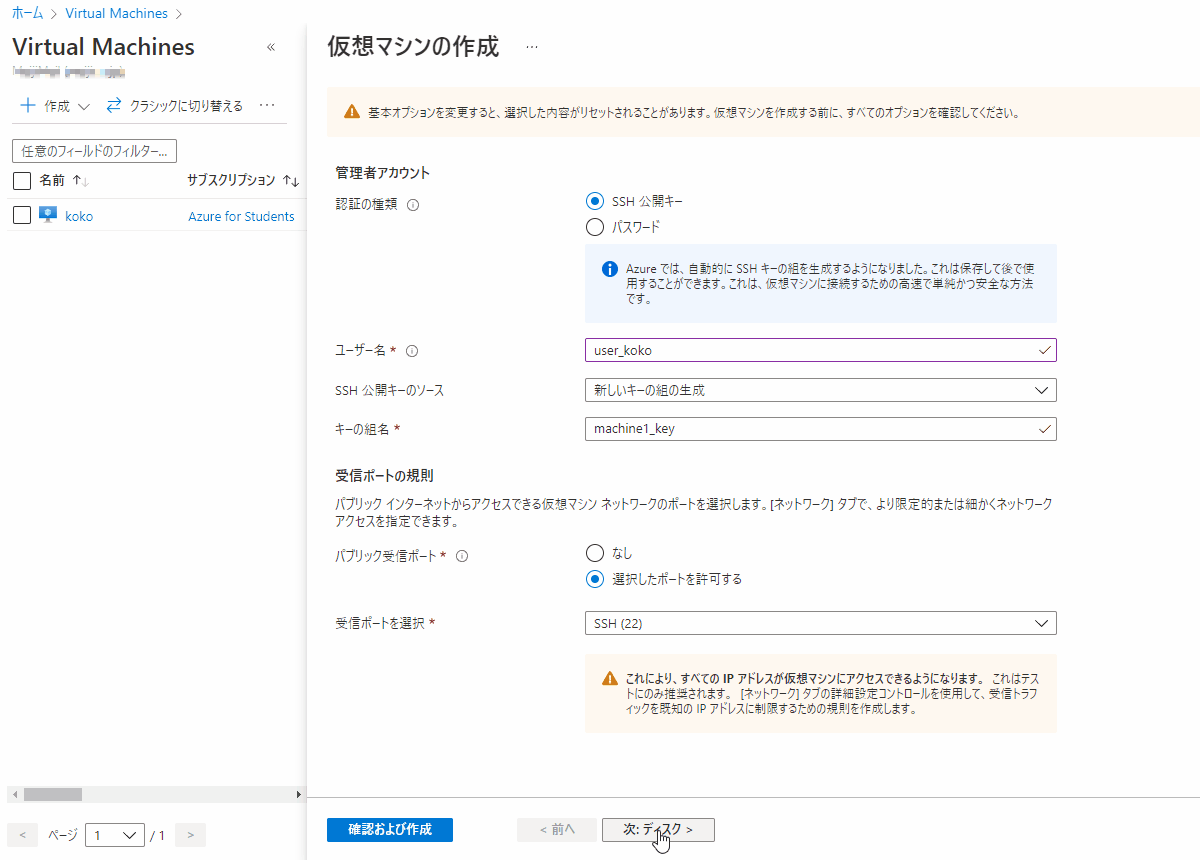 ホーム > Virtual Machines >
Virtual Machines
«
+ 作成
クラシックに切り替える
...
任意のフィールドのフィルター...
名前 ↑↓
サブスクリプション ↑↓
koko
Azure for Students
< ページ 1 / 1 >
仮想マシンの作成 ...
基本オプションを変更すると、選択した内容がリセットされることがあります。仮想マシンを作成する前に、すべてのオプションを確認してください。
管理者アカウント
認証の種類
SSH 公開キー
パスワード
Azure では、自動的に SSH キーの組を生成するようになりました。これは保存して後で使
用することができます。これは、仮想マシンに接続するための高速で単純かつ安全な方法
です。
ユーザー名 *
user_koko
SSH 公開キーのソース
新しいキーの組の生成
キーの組名 *
machine1_key
受信ポートの規則
パブリック インターネットからアクセスできる仮想マシン ネットワークのポートを選択します。[ネットワーク] タブで、より限定的または細かくネットワーク
アクセスを指定できます。
パブリック受信ポート *
なし
選択したポートを許可する
受信ポートを選択 *
SSH (22)
これにより、すべての IP アドレスが仮想マシンにアクセスできるようになります。 これはテス
トにのみ推奨されます。 [ネットワーク] タブの詳細設定コントロールを使用して、受信トラフ
ィックを既知の IP アドレスに制限するための規則を作成します。
確認および作成
< 前へ
次: ディスク >